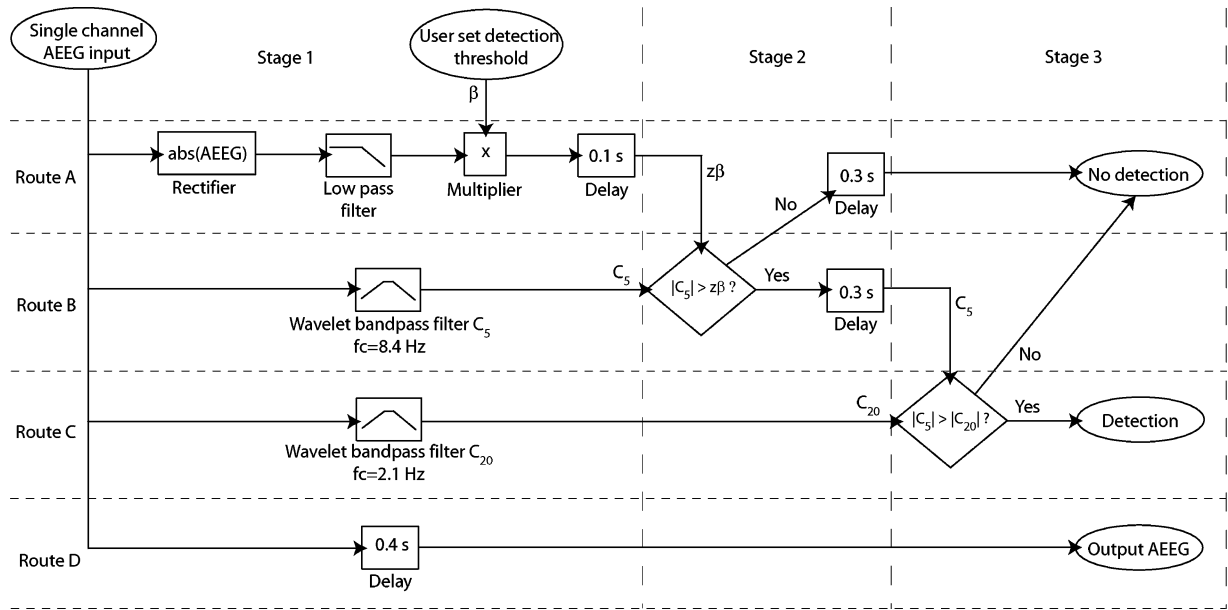 Single channel
AEEG input
Stage 1
User set detection
threshold
Stage 2
Stage 3
β
Route A
abs(AEEG)
Rectifier
Low pass
filter
x
Multiplier
0.1 s
Delay
zβ
No
0.3 s
Delay
No detection
Route B
Wavelet bandpass filter C5
fc=8.4 Hz
C5
|C5| > zβ ?
Yes
0.3 s
Delay
C5
No
Route C
Wavelet bandpass filter C20
fc=2.1 Hz
C20
|C5| > |C20| ?
Yes
Detection
Route D
0.4 s
Delay
Output AEEG